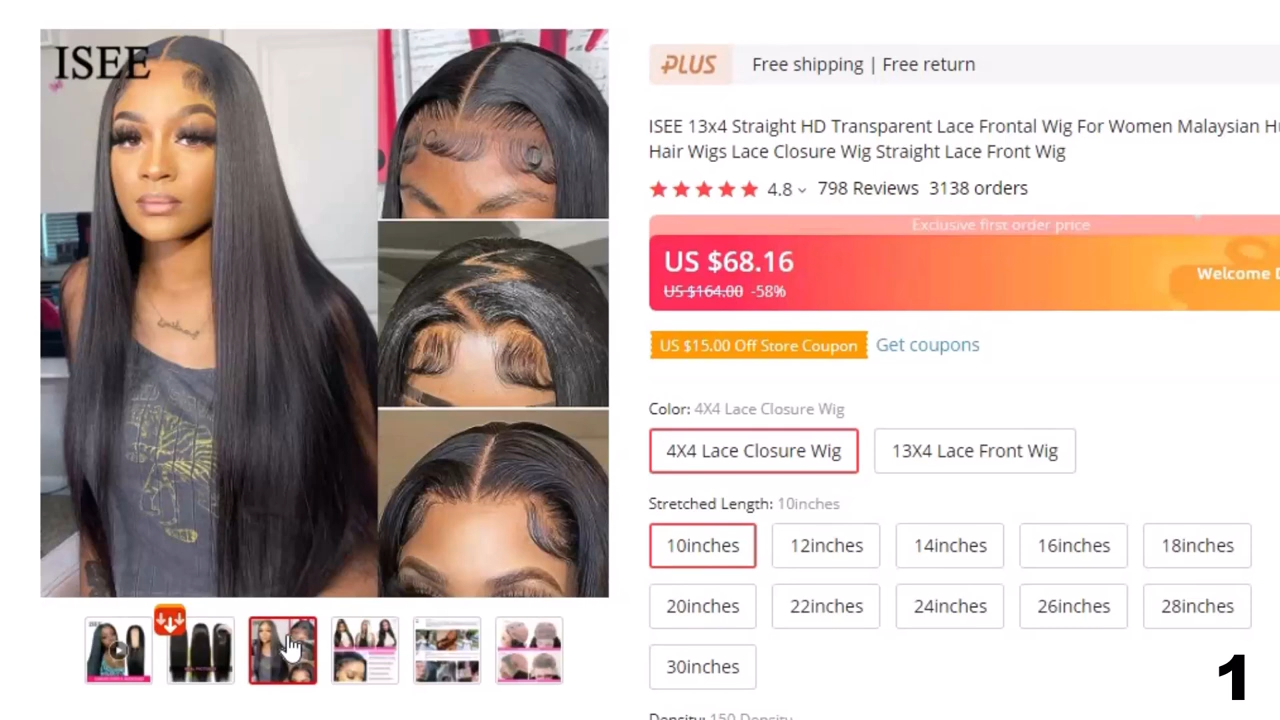 ISEE
PLUS Free shipping | Free return
ISEE 13x4 Straight HD Transparent Lace Frontal Wig For Women Malaysian
Hair Wigs Lace Closure Wig Straight Lace Front Wig
4.8 798 Reviews 3138 orders
Exclusive first order price
US $68.16
US $164.00 -58%
Welcome
US $15.00 Off Store Coupon Get coupons
Color: 4X4 Lace Closure Wig
4X4 Lace Closure Wig 13X4 Lace Front Wig
Stretched Length: 10inches
10inches 12inches 14inches 16inches 18inches
20inches 22inches 24inches 26inches 28inches
30inches
Density: 150 Density
1